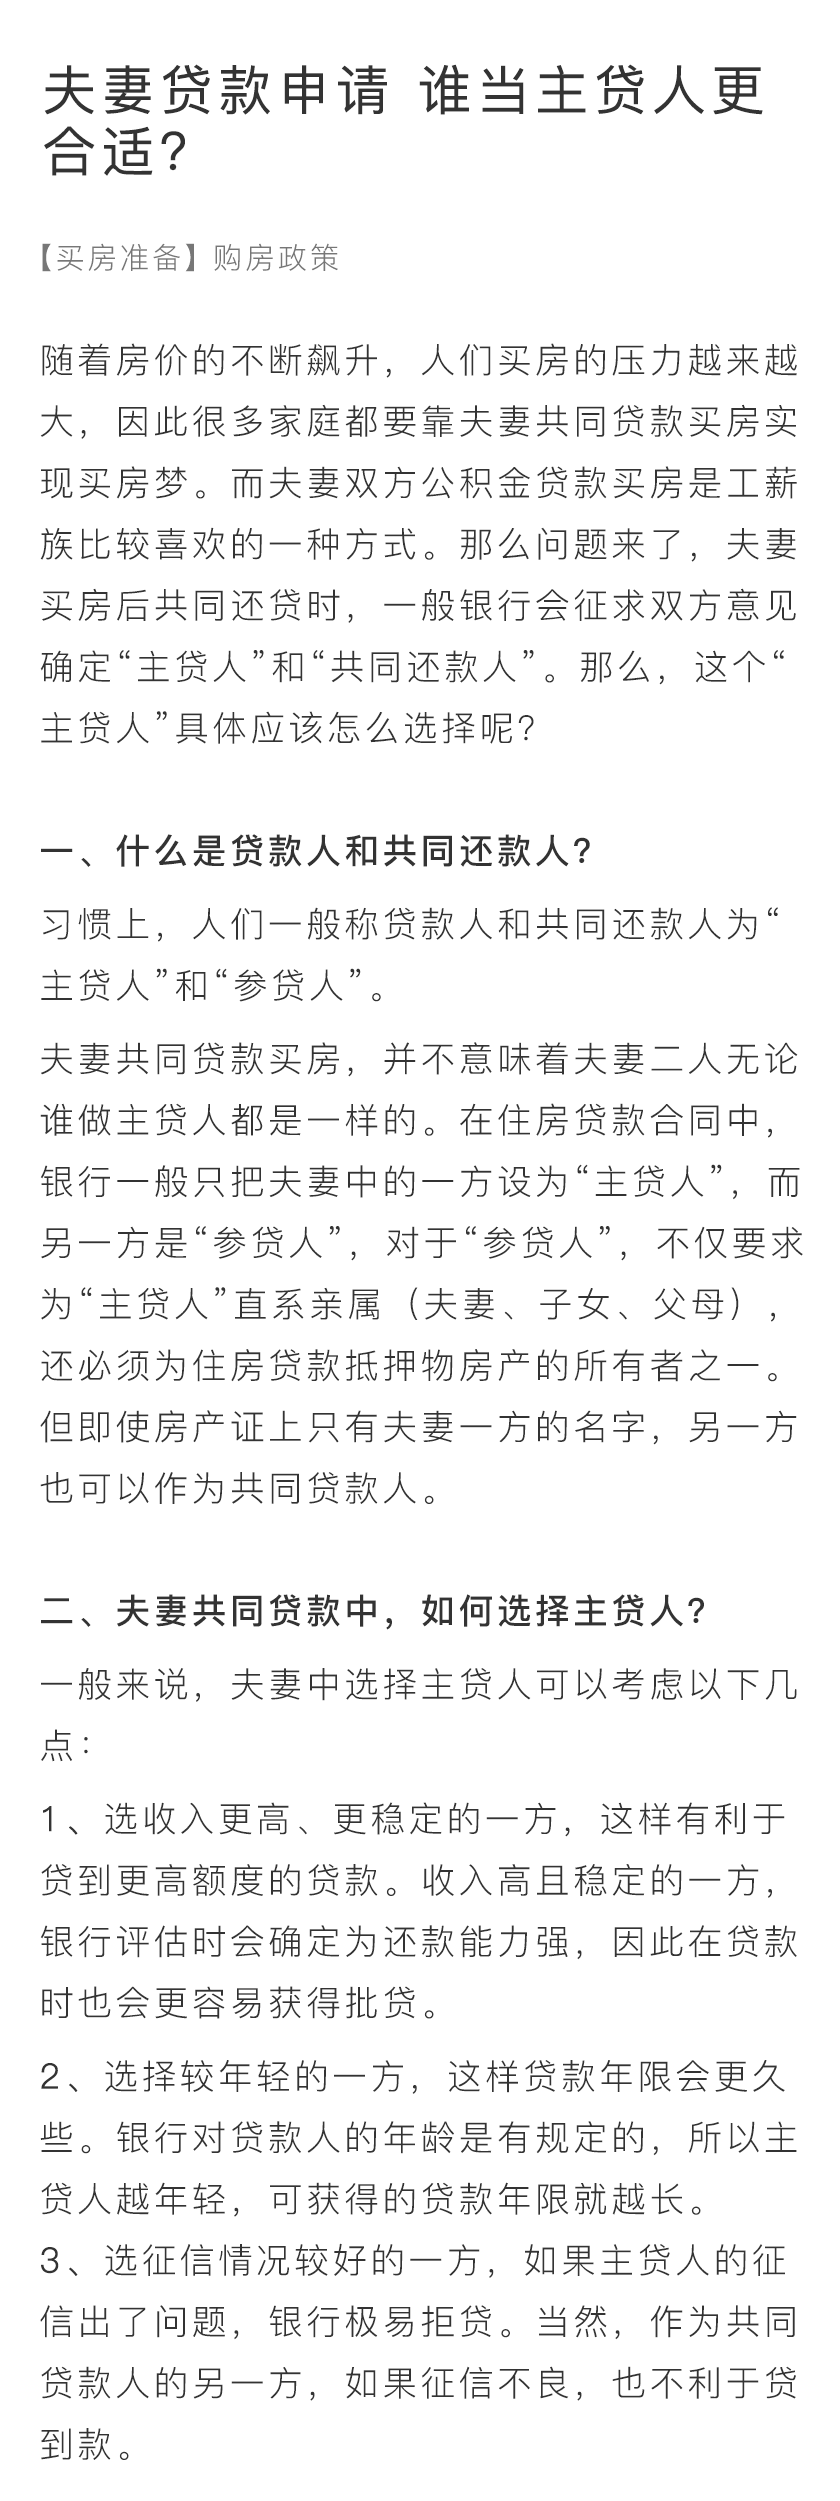 夫妻贷款申请 谁当主贷人更
合适?
【买房准备】购房政策
随着房价的不断飙升，人们买房的压力越来越
大，因此很多家庭都要靠夫妻共同贷款买房实
现买房梦。而夫妻双方公积金贷款买房是工薪
族比较喜欢的一种方式。那么问题来了，夫妻
买房后共同还贷时，一般银行会征求双方意见
确定“主贷人”和“共同还款人”。那么，这个“
主贷人”具体应该怎么选择呢?
一、什么是贷款人和共同还款人?
习惯上，人们一般称贷款人和共同还款人为“
主贷人”和“参贷人”。
夫妻共同贷款买房，并不意味着夫妻二人无论
谁做主贷人都是一样的。在住房贷款合同中，
银行一般只把夫妻中的一方设为“主贷人”，而
另一方是“参贷人”，对于“参贷人”，不仅要求
为“主贷人”直系亲属（夫妻、子女、父母），
还必须为住房贷款抵押物房产的所有者之一。
但即使房产证上只有夫妻一方的名字，另一方
也可以作为共同贷款人。
二、夫妻共同贷款中，如何选择主贷人?
一般来说，夫妻中选择主贷人可以考虑以下几
点：
1、选收入更高、更稳定的一方，这样有利于
贷到更高额度的贷款。收入高且稳定的一方，
银行评估时会确定为还款能力强，因此在贷款
时也会更容易获得批贷。
2、选择较年轻的一方，这样贷款年限会更久
些。银行对贷款人的年龄是有规定的，所以主
贷人越年轻，可获得的贷款年限就越长。
3、选征信情况较好的一方，如果主贷人的征
信出了问题，银行极易拒贷。当然，作为共同
贷款人的另一方，如果征信不良，也不利于贷
到款。